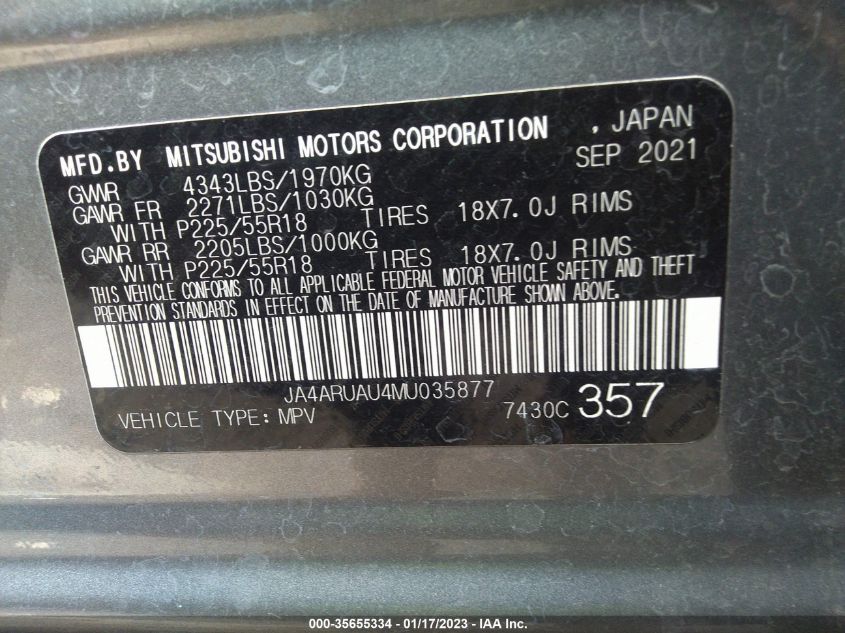 MFD.BY MITSUBISHI MOTORS CORPORATION , JAPAN
SEP 2021
GVWR 4343LBS/1970KG
GAWR FR 2271LBS/1030KG
WITH P225/55R18 TIRES 18X7.0J RIMS
GAWR RR 2205LBS/1000KG
WITH P225/55R18 TIRES 18X7.0J RIMS
THIS VEHICLE CONFORMS TO ALL APPLICABLE FEDERAL MOTOR VEHICLE SAFETY AND THEFT
PREVENTION STANDARDS IN EFFECT ON THE DATE OF MANUFACTURE SHOWN ABOVE.
JA4ARUAU4MU035877
VEHICLE TYPE: MPV 7430C 357
000-35655334 - 01/17/2023 - IAA Inc.